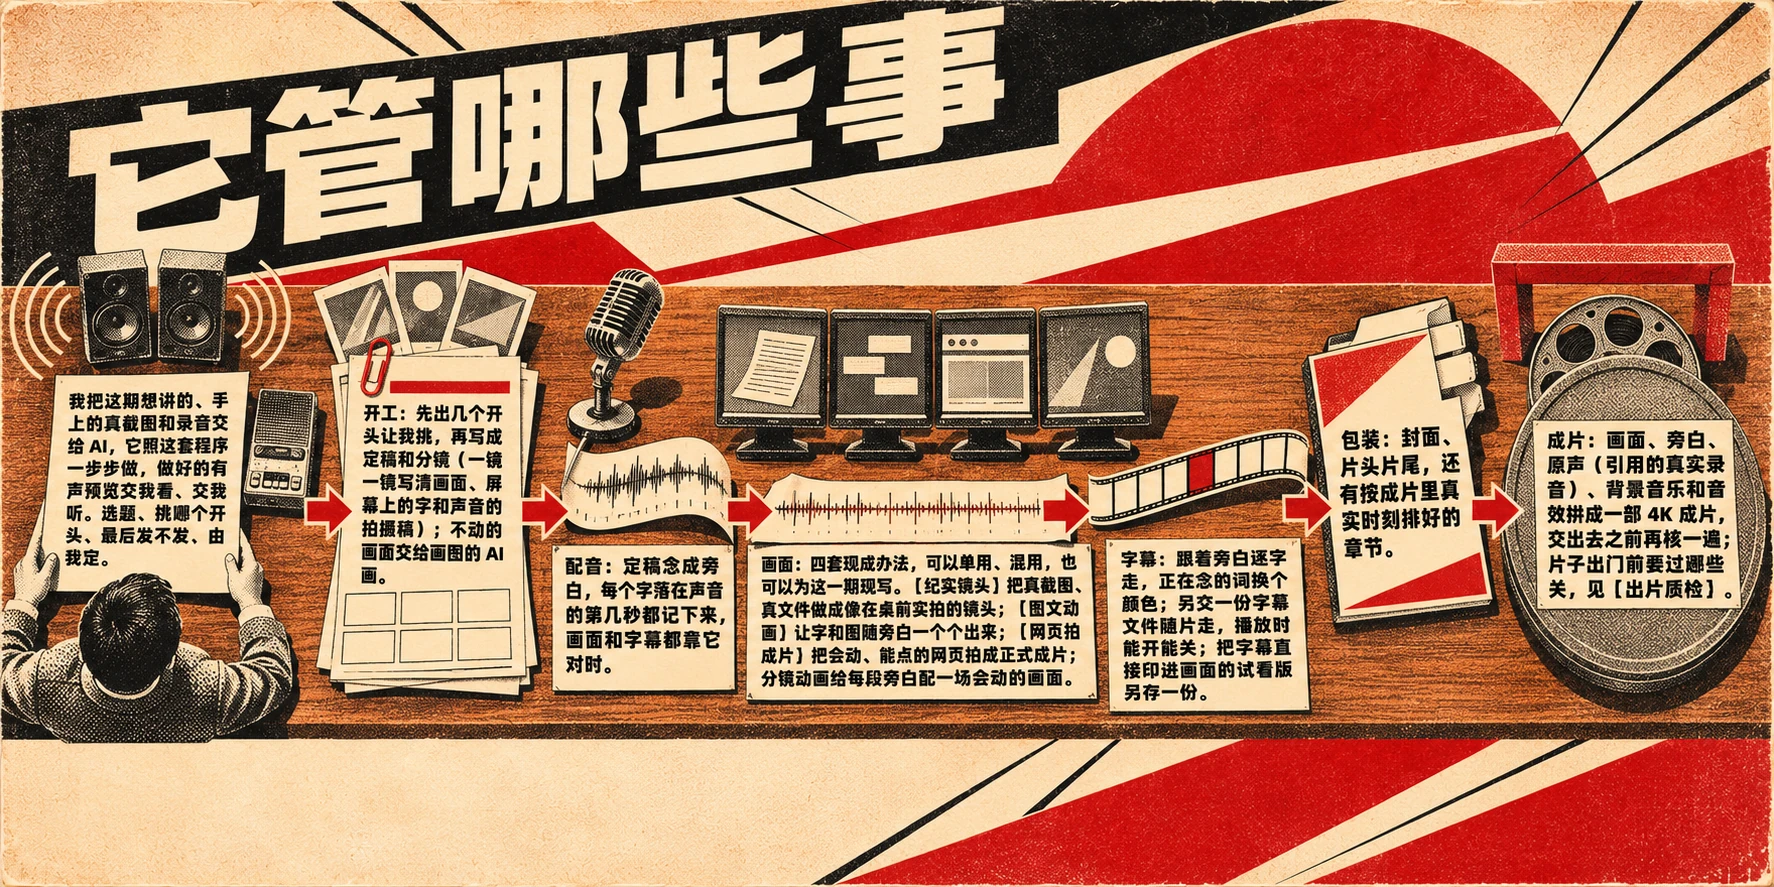 它管哪些事
我把这期想讲的、手
上的真截图和录音交
给 AI，它照这套程序
一步步做，做好的有
声预览交我看、交我
听。选题、挑哪个开
头、最后发不发、由
我定。
开工：先出几个开
头让我挑，再写成
定稿和分镜（一镜
一镜写清画面、屏
幕上的字和声音的
拍摄稿）；不动的
画面交给画图的 AI
画。
配音：定稿念成旁
白，每个字落在声音
的第几秒都记下来，
画面和字幕都靠它
对时。
画面：四套现成办法，可以单用、混用，也
可以为这一期现写。【纪实镜头】把真截图、
真文件做成像在桌前实拍的镜头；【图文动
画】让字和图随旁白一个个出来；【网页拍
成片】把会动、能点的网页拍成正式成片；
分镜动画给每段旁白配一场会动的画面。
字幕：跟着旁白逐字
走，正在念的词换个
颜色；另交一份字幕
文件随片走，播放时
能开能关；把字幕直
接印进画面的试看版
另存一份。
包装：封面、
片头片尾，还
有按成片里真
实时刻排好的
章节。
成片：画面、旁白、
原声（引用的真实录
音）、背景音乐和音
效拼成一部 4K 成片，
交出去之前再核一遍；
片子出门前要过哪些
关，见【出片质检】。